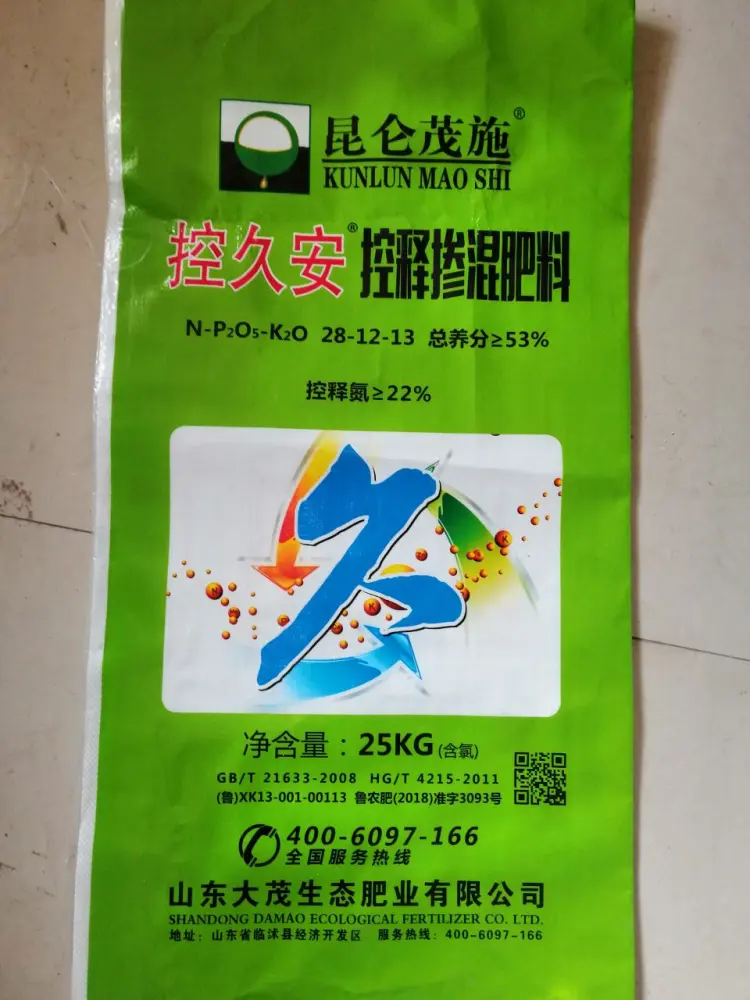 昆仑茂施®
KUNLUN MAO SHI
控久安®控释掺混肥料
N-P₂O₅-K₂O 28-12-13 总养分≥53%
控释氮≥22%
久
净含量：25KG(含氯)
GB/T 21633-2008 HG/T 4215-2011
(鲁)XK13-001-00113 鲁农肥(2018)准字3093号
400-6097-166
全国服务热线
山东大茂生态肥业有限公司
SHANDONG DAMAO ECOLOGICAL FERTILIZER CO. LTD.
地址：山东省临沭县经济开发区 服务热线：400-6097-166